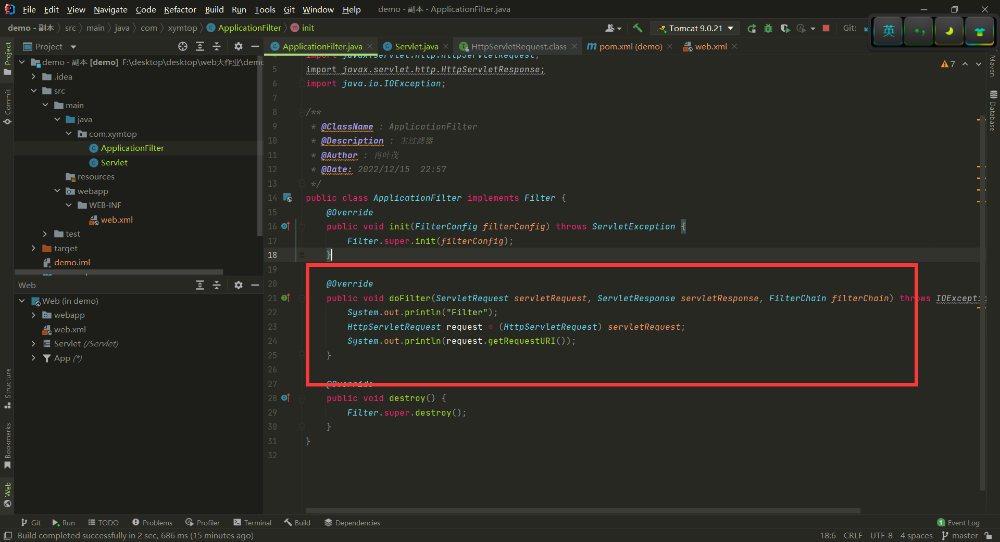 File Edit View Navigate Code Refactor Build Run Tools Git Window Help demo - 副本 - ApplicationFilter.java
demo - 副本 src main java com xymtop ApplicationFilter init
Tomcat 9.0.21 Git:
英
Project
ApplicationFilter.java Servlet.java HttpServletRequest.class pom.xml (demo) web.xml
demo - 副本 [demo] F:\desktop\desktop\web大作业\demo
.idea
src
main
java
com.xymtop
ApplicationFilter
Servlet
resources
webapp
WEB-INF
web.xml
test
target
demo.iml
Web
Web (in demo)
webapp
web.xml
Servlet (/Servlet)
App (*)
Project
Commit
Structure
Bookmarks
Web
import javax.servlet.http.HttpServletRequest;
5 import javax.servlet.http.HttpServletResponse;
6 import java.io.IOException;
7
8 /**
9 * @ClassName : ApplicationFilter
10 * @Description : 主过滤器
11 * @Author : 肖叶茂
12 * @Date: 2022/12/15 22:57
13 */
14 public class ApplicationFilter implements Filter {
15 @Override
16 public void init(FilterConfig filterConfig) throws ServletException {
17 Filter.super.init(filterConfig);
18 }
19
20 @Override
21 public void doFilter(ServletRequest servletRequest, ServletResponse servletResponse, FilterChain filterChain) throws IOExcepti
22 System.out.println("Filter");
23 HttpServletRequest request = (HttpServletRequest) servletRequest;
24 System.out.println(request.getRequestURI());
25 }
26
27 @Override
28 public void destroy() {
29 Filter.super.destroy();
30 }
31 }
32
7
Maven
Database
Git Run TODO Problems Profiler Terminal Build Dependencies
1 Event Log
Build completed successfully in 2 sec, 686 ms (15 minutes ago)
18:6 CRLF UTF-8 4 spaces master